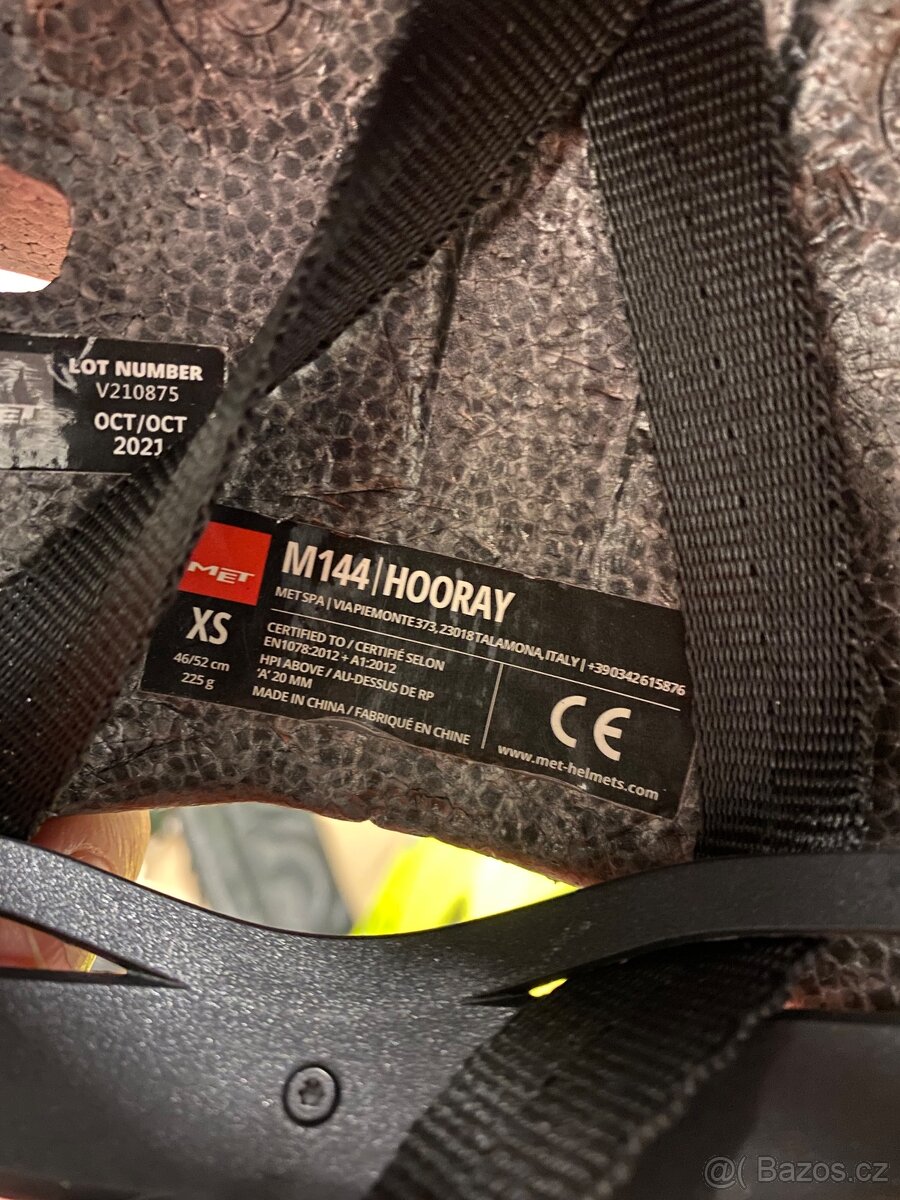 LOT NUMBER
V210875
OCT/OCT
2021
MET
M144|HOORAY
MET SPA | VIA PIEMONTE 373, 23018 TALAMONA, ITALY | +390342615876
XS
46/52 cm
225 g
CERTIFIED TO / CERTIFIÉ SELON
EN1078:2012 + A1:2012
HPI ABOVE / AU-DESSUS DE RP
'A' 20 MM
MADE IN CHINA / FABRIQUÉ EN CHINE
CE
www.met-helmets.com
@( Bazos.cz